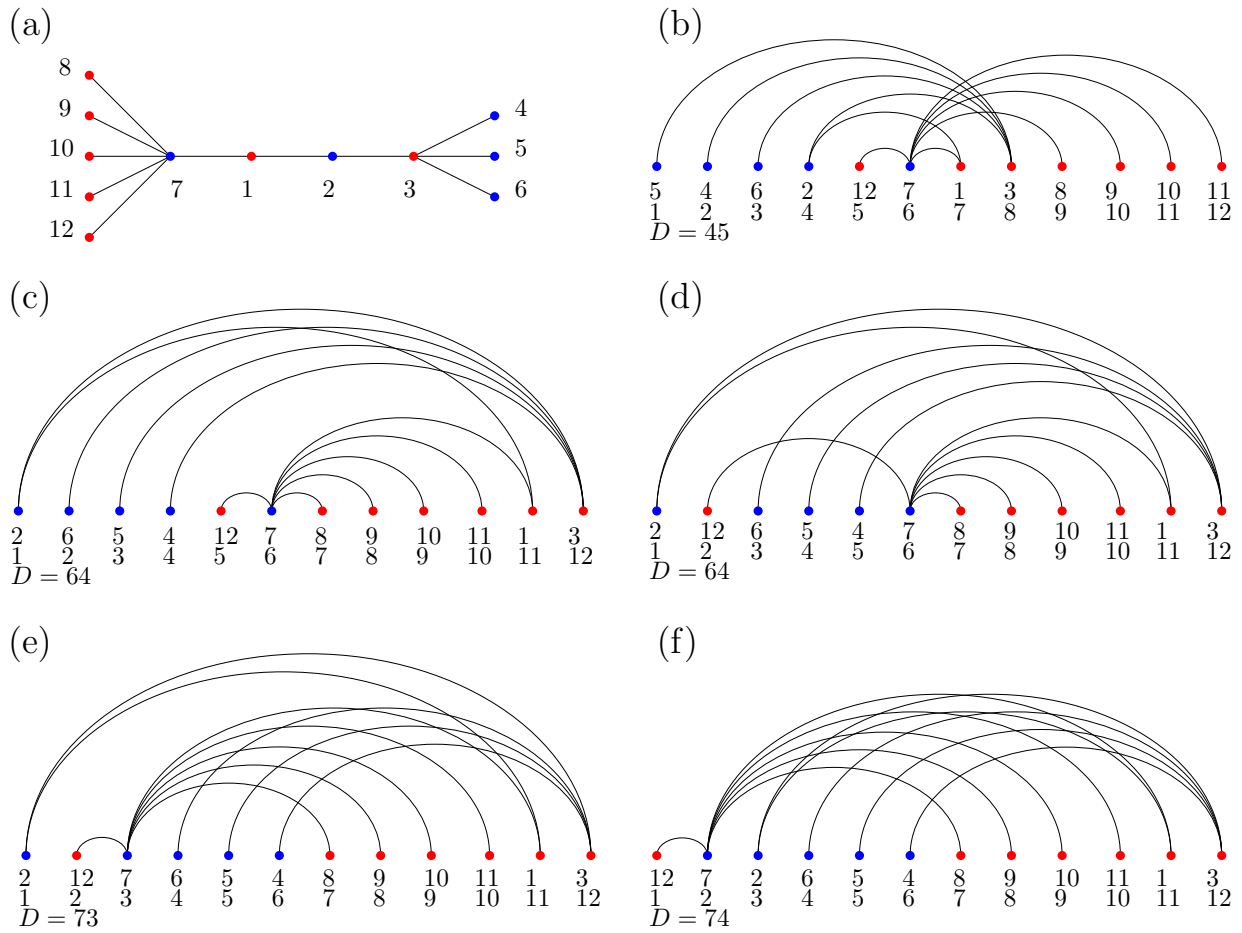 (a)
8
9
10
11
12
7 1 2 3
4
5
6
(b)
5 4 6 2 12 7 1 3 8 9 10 11
1 2 3 4 5 6 7 8 9 10 11 12
D = 45
(c)
2 6 5 4 12 7 8 9 10 11 1 3
1 2 3 4 5 6 7 8 9 10 11 12
D = 64
(d)
2 12 6 5 4 7 8 9 10 11 1 3
1 2 3 4 5 6 7 8 9 10 11 12
D = 64
(e)
2 12 7 6 5 4 8 9 10 11 1 3
1 2 3 4 5 6 7 8 9 10 11 12
D = 73
(f)
12 7 2 6 5 4 8 9 10 11 1 3
1 2 3 4 5 6 7 8 9 10 11 12
D = 74